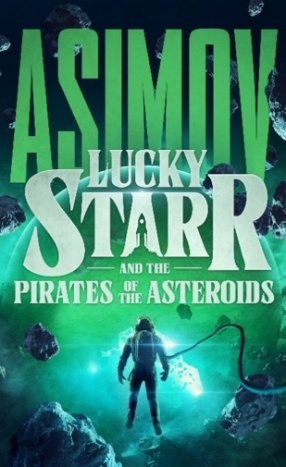 ASIMOV
LUCKY
STARR
AND THE
PIRATES OF THE ASTEROIDS